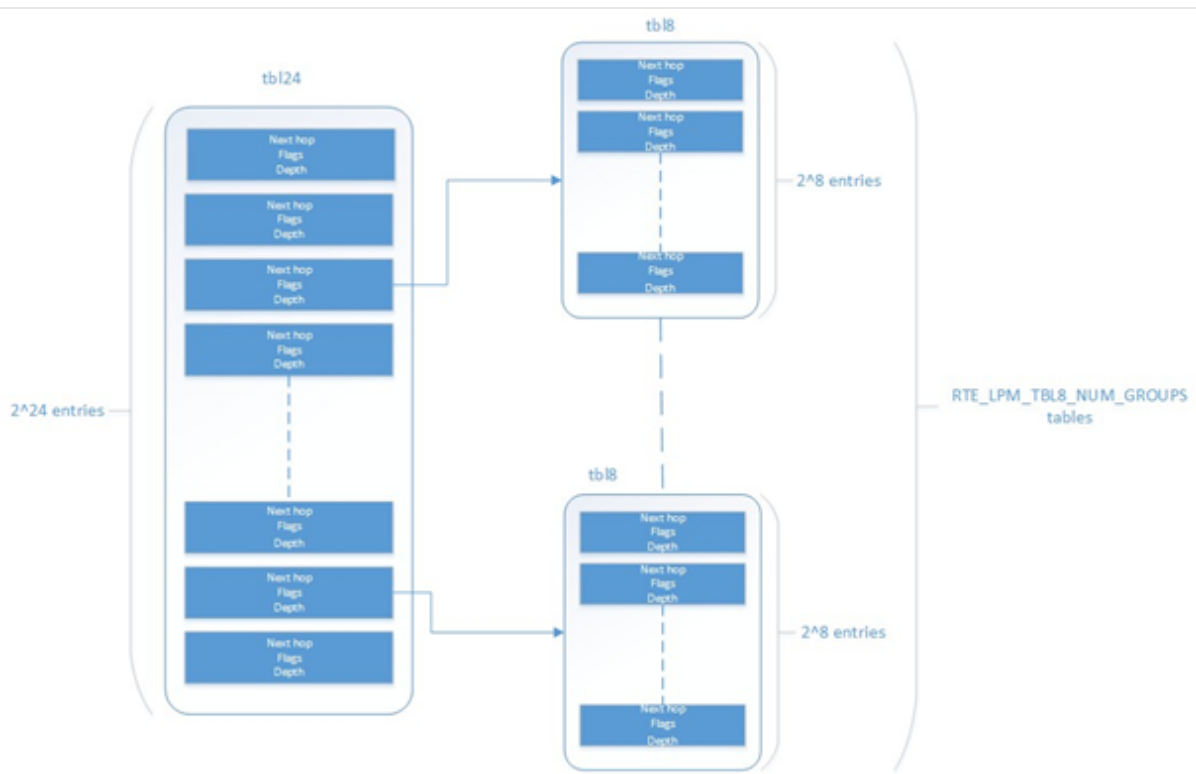 tbl24
Next hop
Flags
Depth
Next hop
Flags
Depth
Next hop
Flags
Depth
Next hop
Flags
Depth
Next hop
Flags
Depth
Next hop
Flags
Depth
Next hop
Flags
Depth
2^24 entries
tbl8
Next hop
Flags
Depth
Next hop
Flags
Depth
Next hop
Flags
Depth
2^8 entries
tbl8
Next hop
Flags
Depth
Next hop
Flags
Depth
Next hop
Flags
Depth
2^8 entries
RTE_LPM_TBL8_NUM_GROUPS
tables